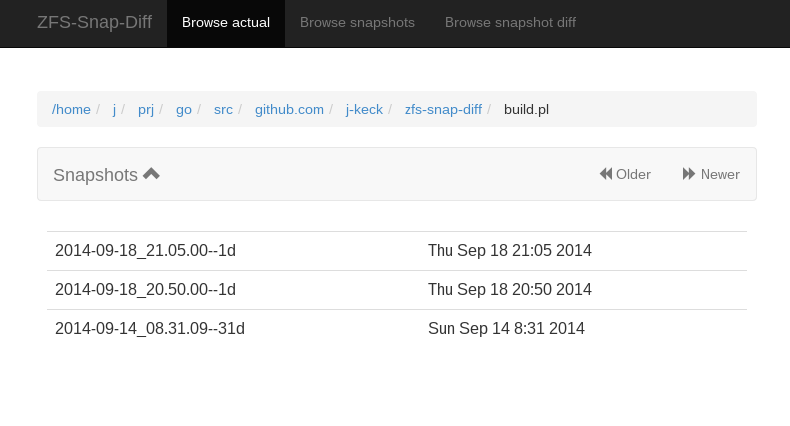 ZFS-Snap-Diff Browse actual Browse snapshots Browse snapshot diff
/home / j / prj / go / src / github.com / j-keck / zfs-snap-diff / build.pl
Snapshots Older Newer
2014-09-18_21.05.00--1d Thu Sep 18 21:05 2014
2014-09-18_20.50.00--1d Thu Sep 18 20:50 2014
2014-09-14_08.31.09--31d Sun Sep 14 8:31 2014